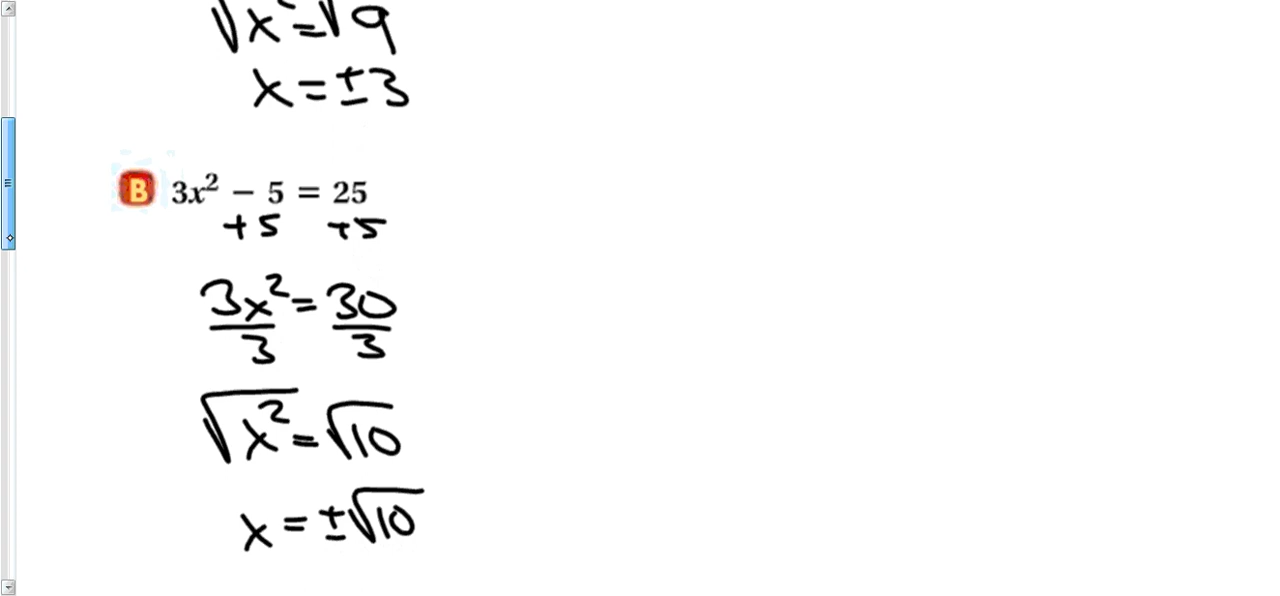 √x²=√9
x=±3
B 3x² − 5 = 25
+5 +5
3x²=30
3 3
√x²=√10
x=±√10